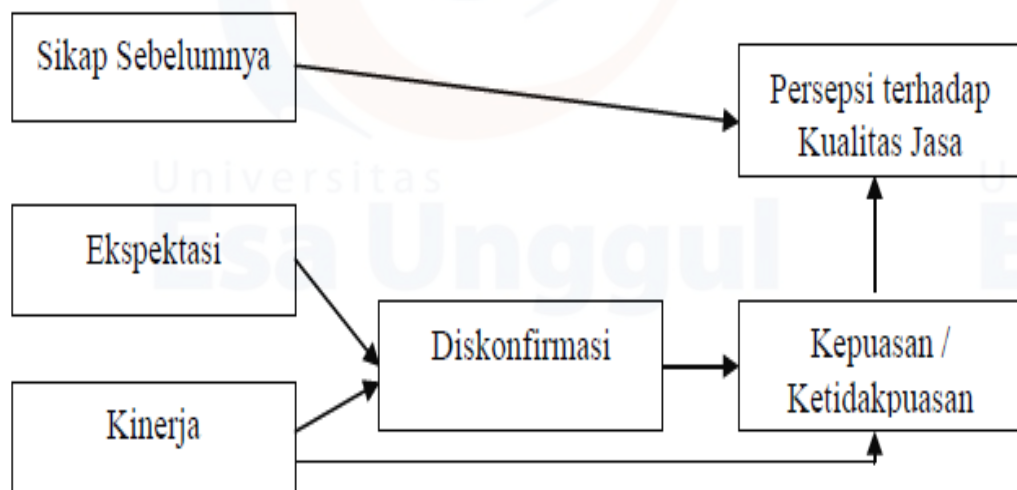 Sikap Sebelumnya
Persepsi terhadap
Kualitas Jasa
Universitas
Esa Unggul
Ekspektasi
Diskonfirmasi
Kepuasan /
Ketidakpuasan
Kinerja